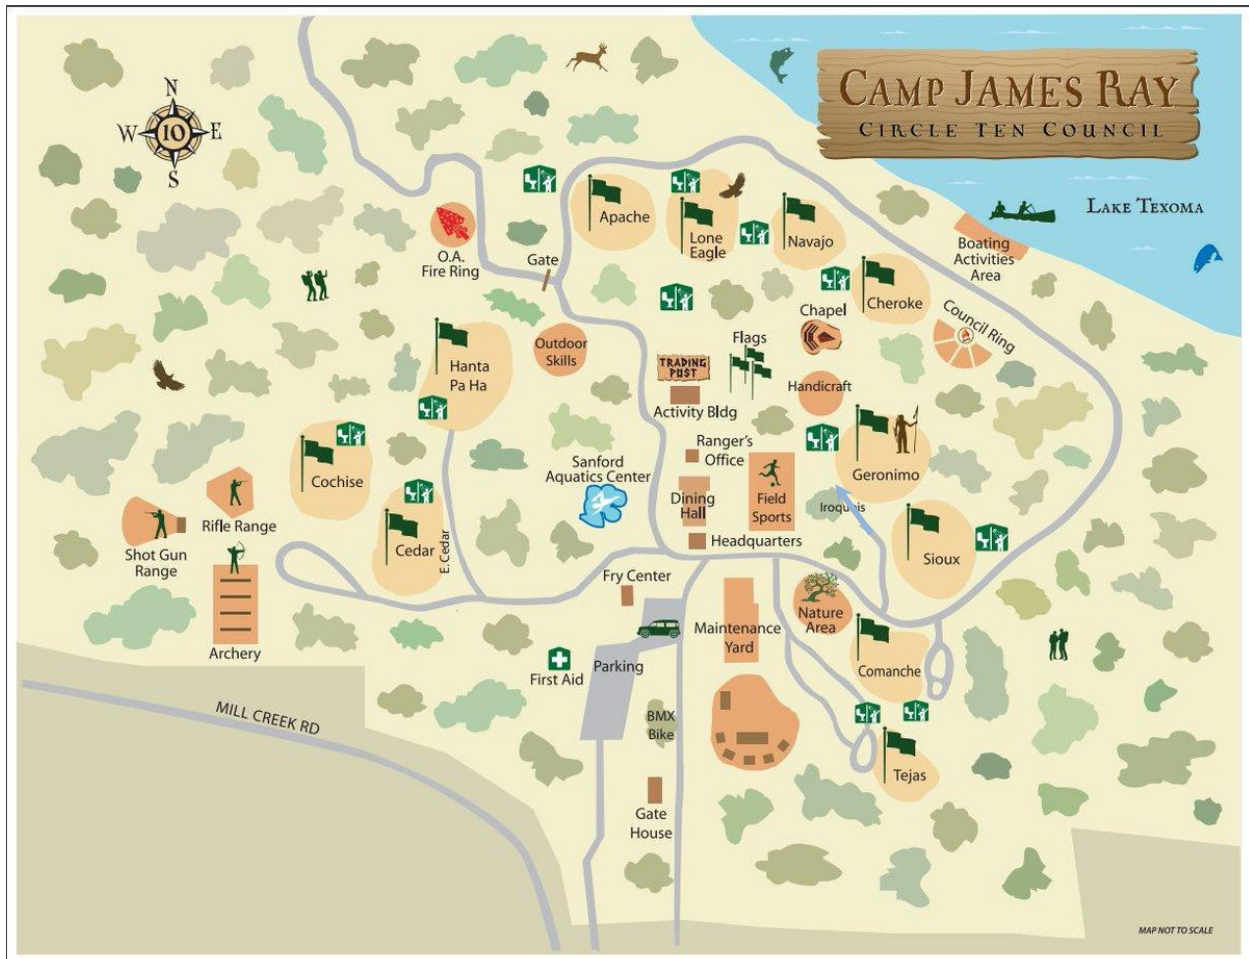 CAMP JAMES RAY
CIRCLE TEN COUNCIL
N
W 10 E
S
LAKE TEXOMA
Apache
Lone
Eagle
Navajo
Boating
Activities
Area
O.A.
Fire Ring
Gate
Cheroke
Chapel
Council Ring
Flags
Outdoor
Skills
Hanta
Pa Ha
TRADING
POST
Handicraft
Activity Bldg
Ranger's
Office
Geronimo
Sanford
Aquatics Center
Cochise
Dining
Hall
Field
Sports
Iroquois
Rifle Range
Shot Gun
Range
Cedar
E. Cedar
Headquarters
Sioux
Fry Center
Nature
Area
Maintenance
Yard
Archery
First Aid
Parking
Comanche
MILL CREEK RD
BMX
Bike
Tejas
Gate
House
MAP NOT TO SCALE